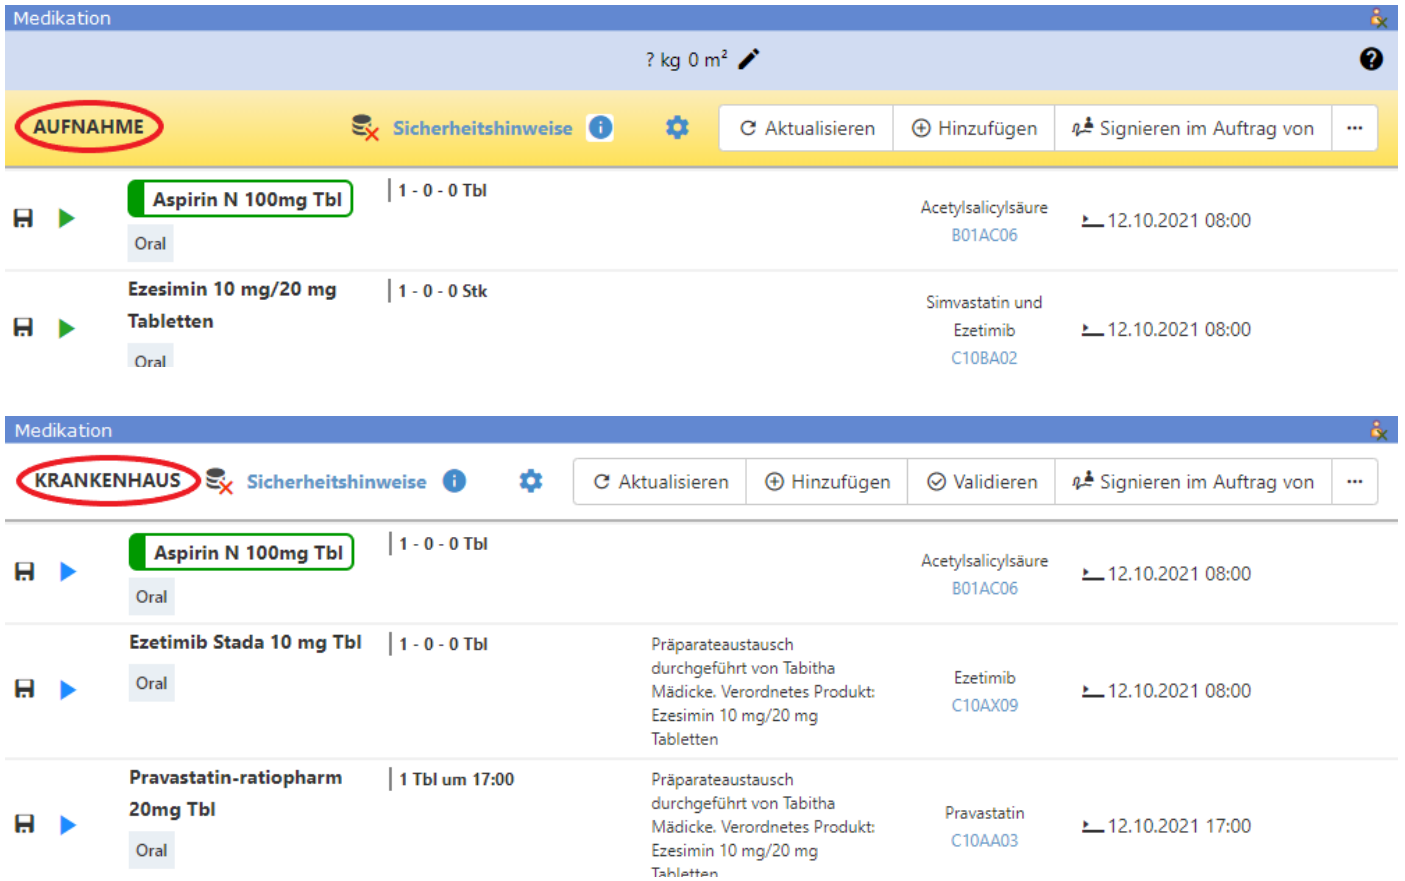 Medikation
? kg 0 m²
AUFNAHME Sicherheitshinweise Aktualisieren Hinzufügen Signieren im Auftrag von ...
Aspirin N 100mg Tbl 1 - 0 - 0 Tbl
Oral
Acetylsalicylsäure
B01AC06
12.10.2021 08:00
Ezesimin 10 mg/20 mg
Tabletten
1 - 0 - 0 Stk
Oral
Simvastatin und
Ezetimib
C10BA02
12.10.2021 08:00
Medikation
KRANKENHAUS Sicherheitshinweise Aktualisieren Hinzufügen Validieren Signieren im Auftrag von ...
Aspirin N 100mg Tbl 1 - 0 - 0 Tbl
Oral
Acetylsalicylsäure
B01AC06
12.10.2021 08:00
Ezetimib Stada 10 mg Tbl 1 - 0 - 0 Tbl
Oral
Präparateaustausch
durchgeführt von Tabitha
Mädicke. Verordnetes Produkt:
Ezesimin 10 mg/20 mg
Tabletten
Ezetimib
C10AX09
12.10.2021 08:00
Pravastatin-ratiopharm
20mg Tbl
1 Tbl um 17:00
Oral
Präparateaustausch
durchgeführt von Tabitha
Mädicke. Verordnetes Produkt:
Ezesimin 10 mg/20 mg
Tabletten
Pravastatin
C10AA03
12.10.2021 17:00